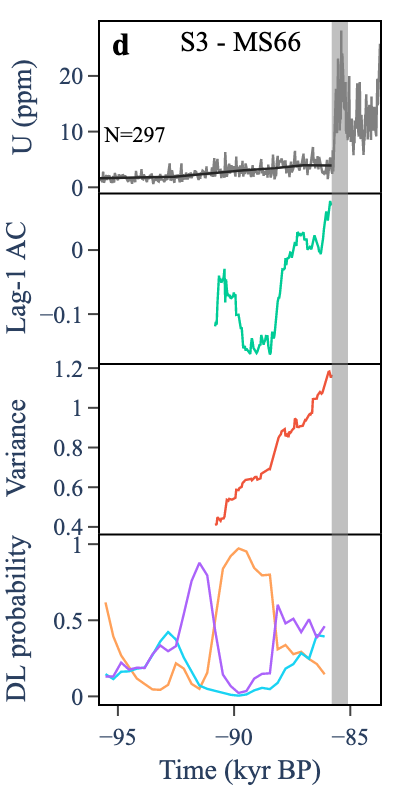 d S3 - MS66
U (ppm)
20
10
0
N=297
Lag-1 AC
0
−0.1
Variance
1.2
1
0.8
0.6
0.4
DL probability
1
0.5
0
−95 −90 −85
Time (kyr BP)